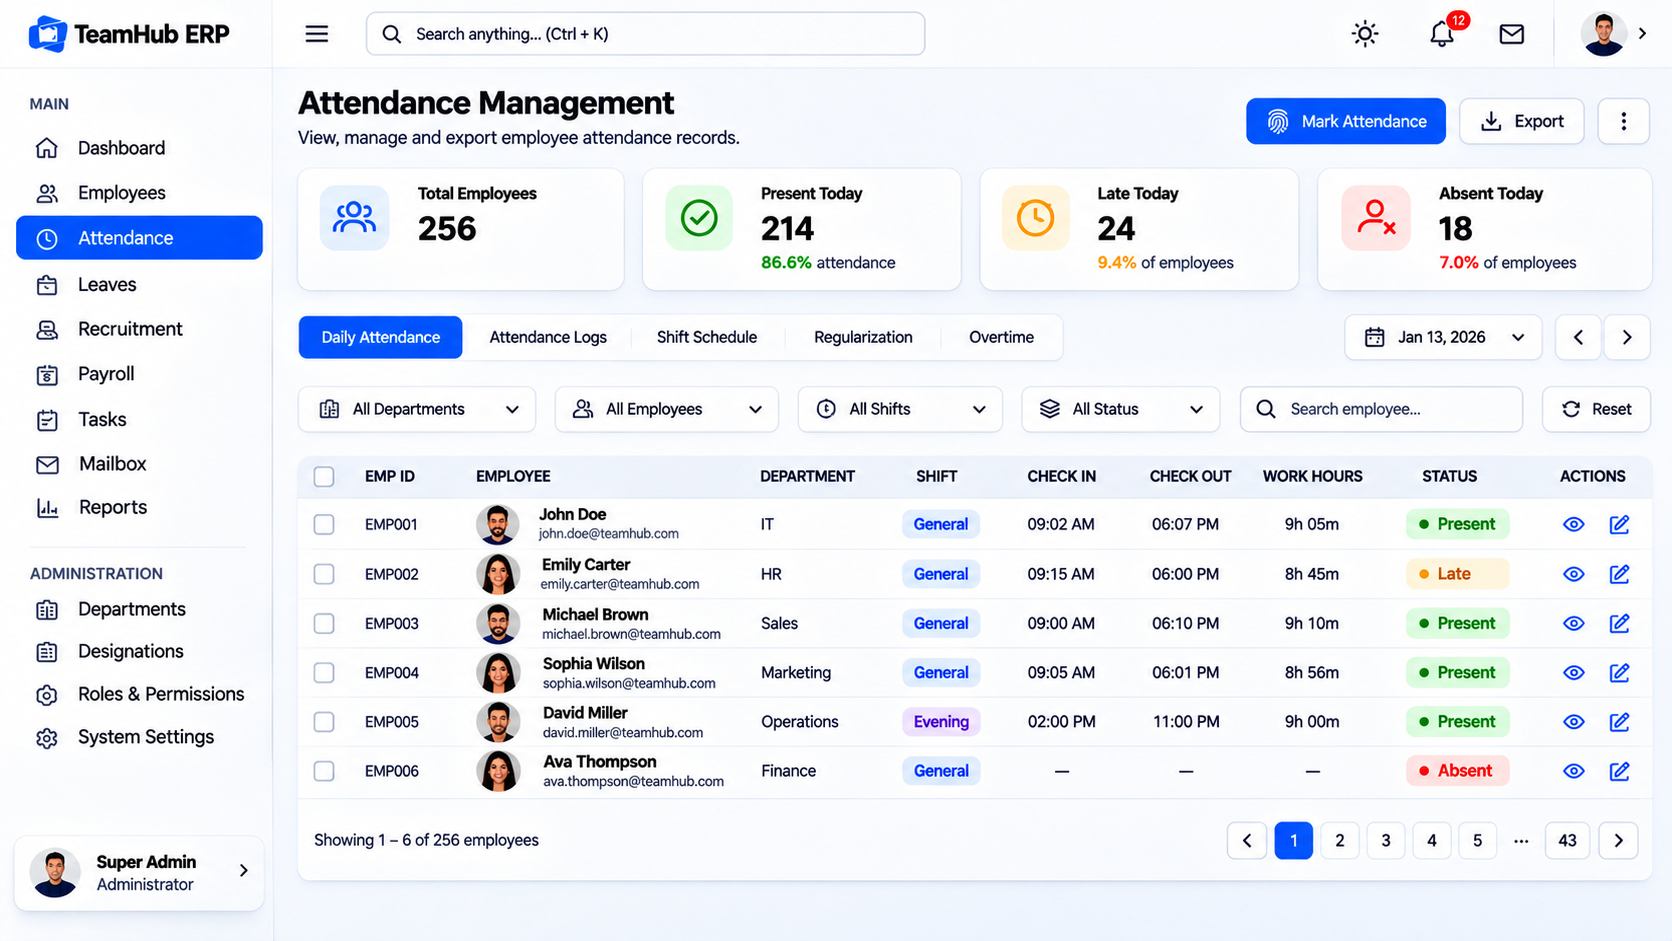 TeamHub ERP
Search anything... (Ctrl + K)
12
MAIN
Dashboard
Employees
Attendance
Leaves
Recruitment
Payroll
Tasks
Mailbox
Reports
ADMINISTRATION
Departments
Designations
Roles & Permissions
System Settings
Super Admin
Administrator
Attendance Management
View, manage and export employee attendance records.
Mark Attendance
Export
Total Employees
256
Present Today
214
86.6% attendance
Late Today
24
9.4% of employees
Absent Today
18
7.0% of employees
Daily Attendance Attendance Logs Shift Schedule Regularization Overtime
Jan 13, 2026
All Departments All Employees All Shifts All Status Search employee... Reset
EMP ID EMPLOYEE DEPARTMENT SHIFT CHECK IN CHECK OUT WORK HOURS STATUS ACTIONS
EMP001 John Doe IT General 09:02 AM 06:07 PM 9h 05m Present
john.doe@teamhub.com
EMP002 Emily Carter HR General 09:15 AM 06:00 PM 8h 45m Late
emily.carter@teamhub.com
EMP003 Michael Brown Sales General 09:00 AM 06:10 PM 9h 10m Present
michael.brown@teamhub.com
EMP004 Sophia Wilson Marketing General 09:05 AM 06:01 PM 8h 56m Present
sophia.wilson@teamhub.com
EMP005 David Miller Operations Evening 02:00 PM 11:00 PM 9h 00m Present
david.miller@teamhub.com
EMP006 Ava Thompson Finance General — — — Absent
ava.thompson@teamhub.com
Showing 1 – 6 of 256 employees
1 2 3 4 5 ... 43